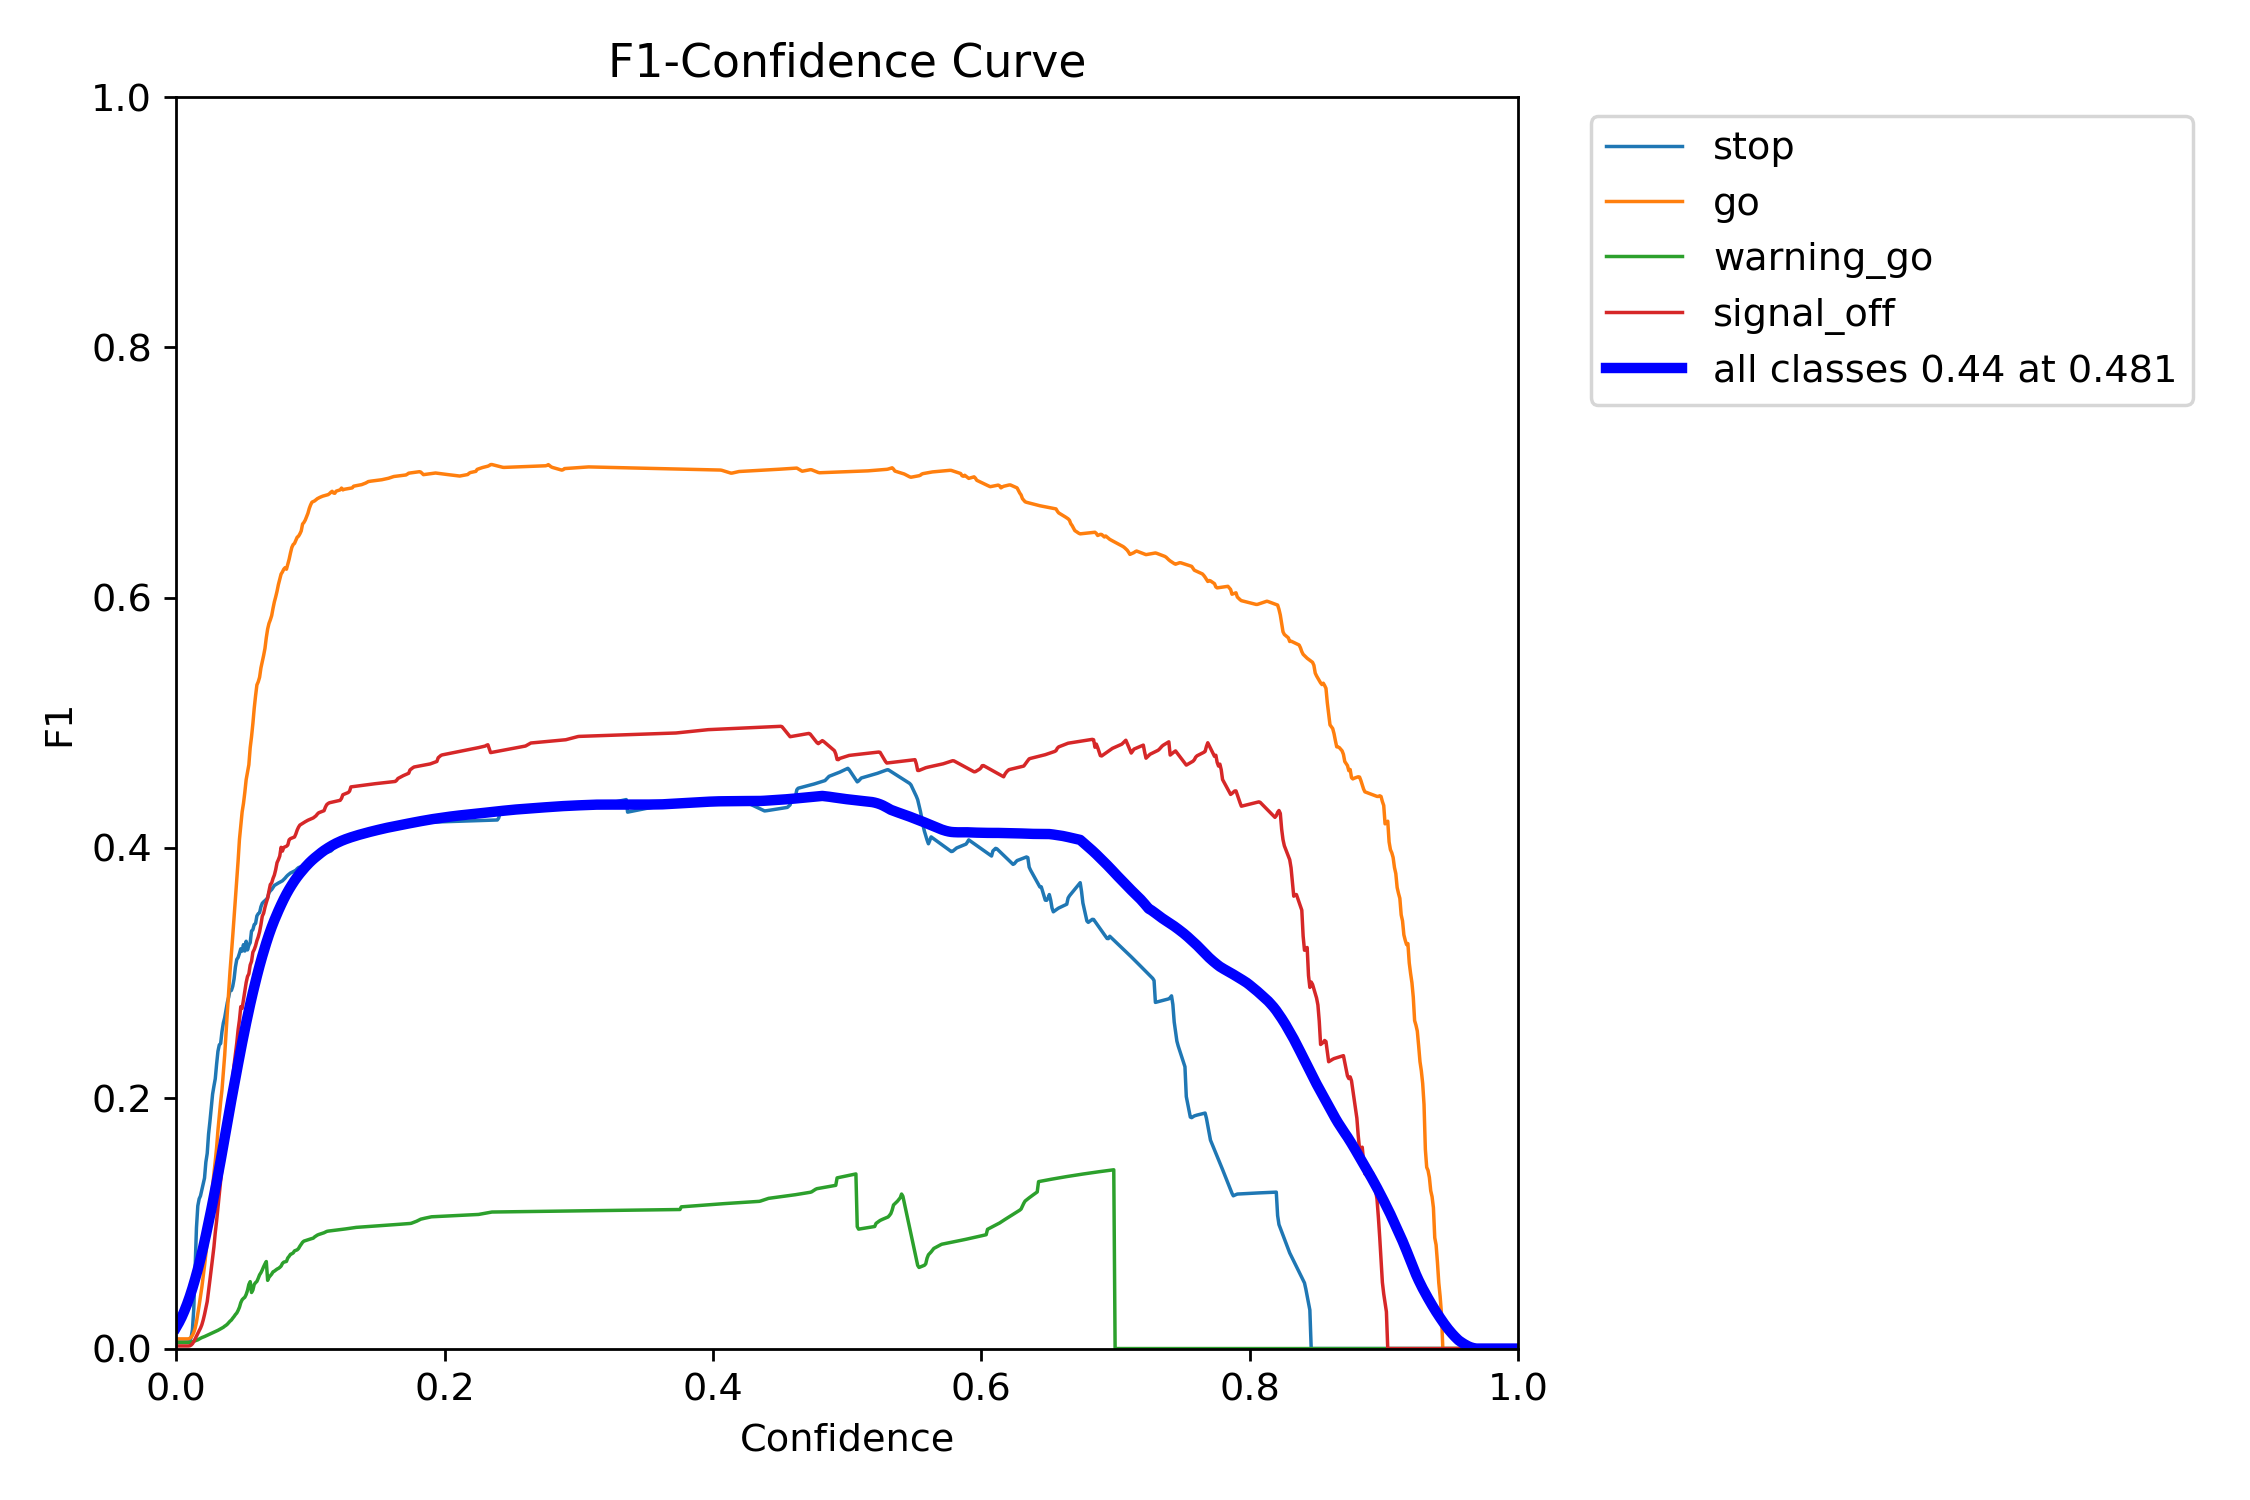 F1-Confidence Curve
1.0
0.8
0.6
0.4
0.2
0.0
F1
0.0 0.2 0.4 0.6 0.8 1.0
Confidence
stop
go
warning_go
signal_off
all classes 0.44 at 0.481